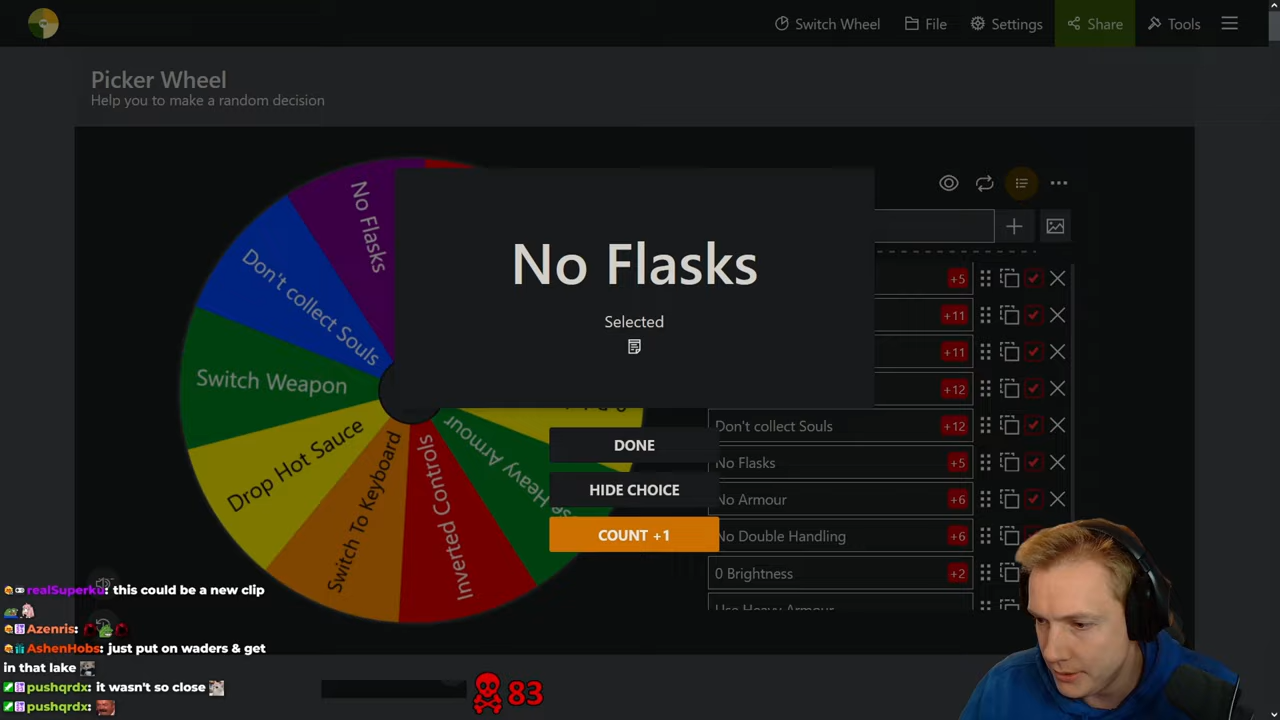 Switch Wheel
File
Settings
Share
Tools
Picker Wheel
Help you to make a random decision
No Flasks
Don't collect Souls
Switch Weapon
Drop Hot Sauce
Switch To Keyboard
Inverted Controls
se Heavy Armour
No Flasks
Selected
DONE
HIDE CHOICE
COUNT +1
+5
+11
+11
+12
Don't collect Souls
+12
No Flasks
+5
No Armour
+6
No Double Handling
+6
0 Brightness
+2
Use Heavy Armour
realSuperku: this could be a new clip
Azenris:
AshenHobs: just put on waders & get
in that lake
pushqrdx: it wasn't so close
pushqrdx:
83